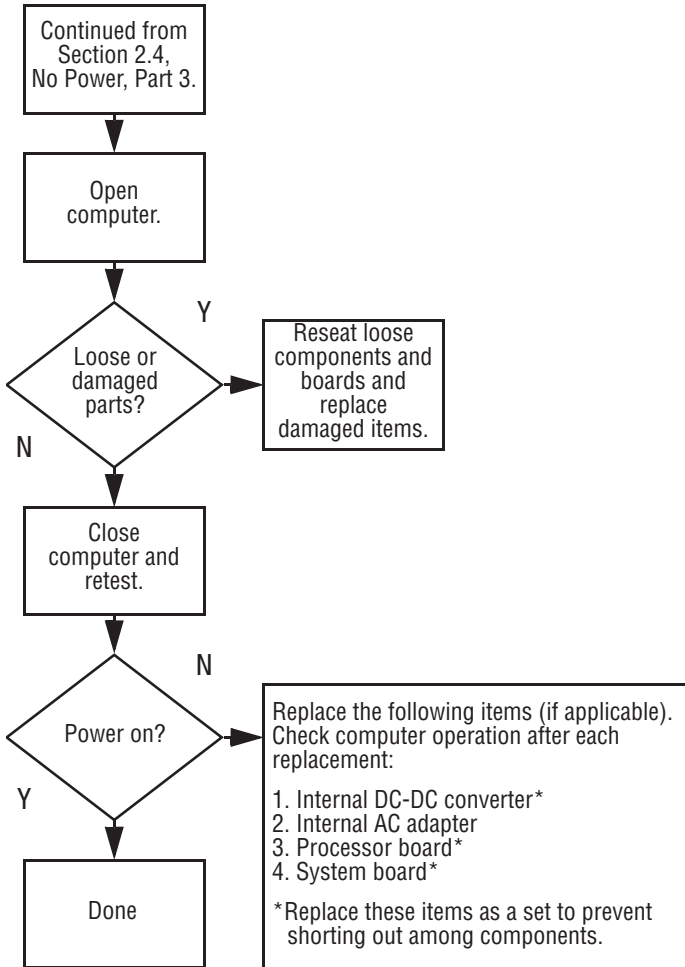 Continued from
Section 2.4,
No Power, Part 3.
Open
computer.
Y
Loose or
damaged
parts?
Reseat loose
components and
boards and
replace
damaged items.
N
Close
computer and
retest.
N
Power on?
Replace the following items (if applicable).
Check computer operation after each
replacement:
1. Internal DC-DC converter*
2. Internal AC adapter
3. Processor board*
4. System board*
*Replace these items as a set to prevent
shorting out among components.
Y
Done